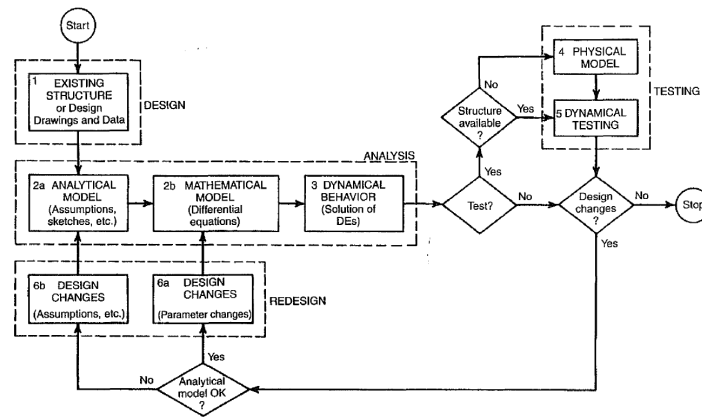 Start
1 EXISTING
STRUCTURE
or Design
Drawings and Data
DESIGN
4 PHYSICAL
MODEL
5 DYNAMICAL
TESTING
TESTING
No
Structure
available
?
Yes
ANALYSIS
2a ANALYTICAL
MODEL
(Assumptions,
sketches, etc.)
2b MATHEMATICAL
MODEL
(Differential
equations)
3 DYNAMICAL
BEHAVIOR
(Solution of
DEs)
Yes
Test?
No
Design
changes
?
No
Stop
Yes
6b DESIGN
CHANGES
(Assumptions, etc.)
6a DESIGN
CHANGES
(Parameter changes)
REDESIGN
No
Yes
Analytical
model OK
?